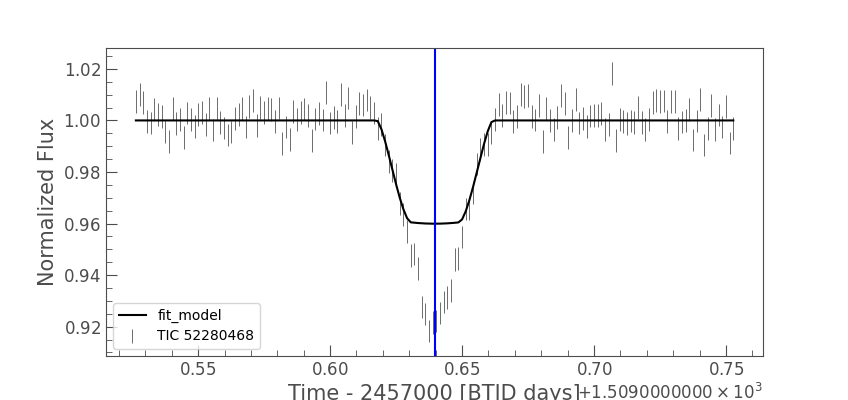 Normalized Flux
1.02
1.00
0.98
0.96
0.94
0.92
fit_model
TIC 52280468
0.55 0.60 0.65 0.70 0.75
Time - 2457000 [BTJD days]
+1.5090000000 × 10³